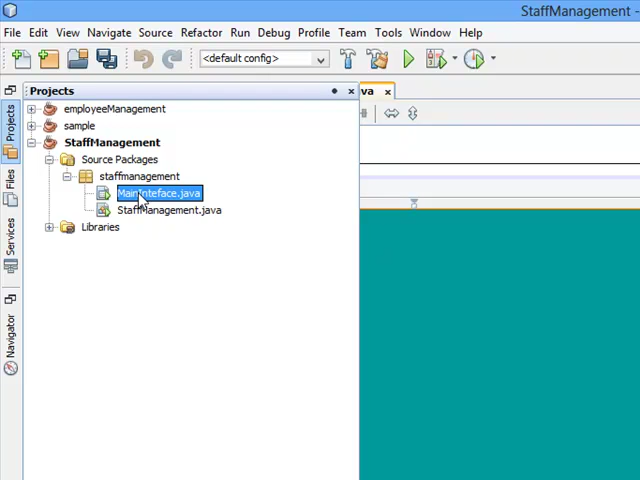 StaffManagement -
File Edit View Navigate Source Refactor Run Debug Profile Team Tools Window Help
<default config>
Projects
va
Projects
Files
Services
Navigator
employeeManagement
sample
StaffManagement
Source Packages
staffmanagement
MainInteface.java
StaffManagement.java
Libraries